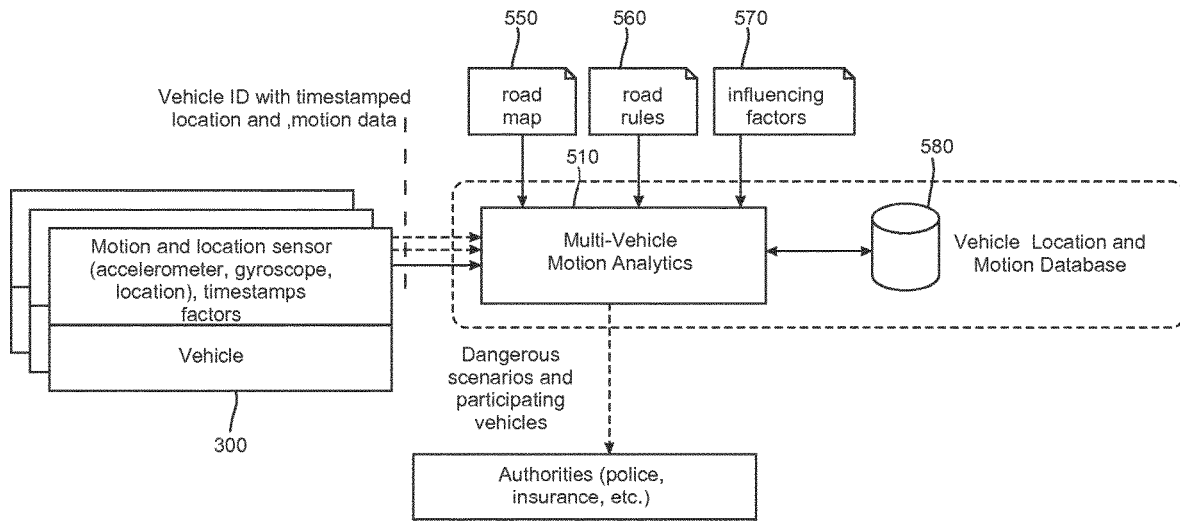 550
560
570
road
map
road
rules
influencing
factors
Vehicle ID with timestamped
location and ,motion data
510
580
Motion and location sensor
(accelerometer, gyroscope,
location), timestamps
factors
Vehicle
300
Multi-Vehicle
Motion Analytics
Vehicle Location and
Motion Database
Dangerous
scenarios and
participating
vehicles
Authorities (police,
insurance, etc.)